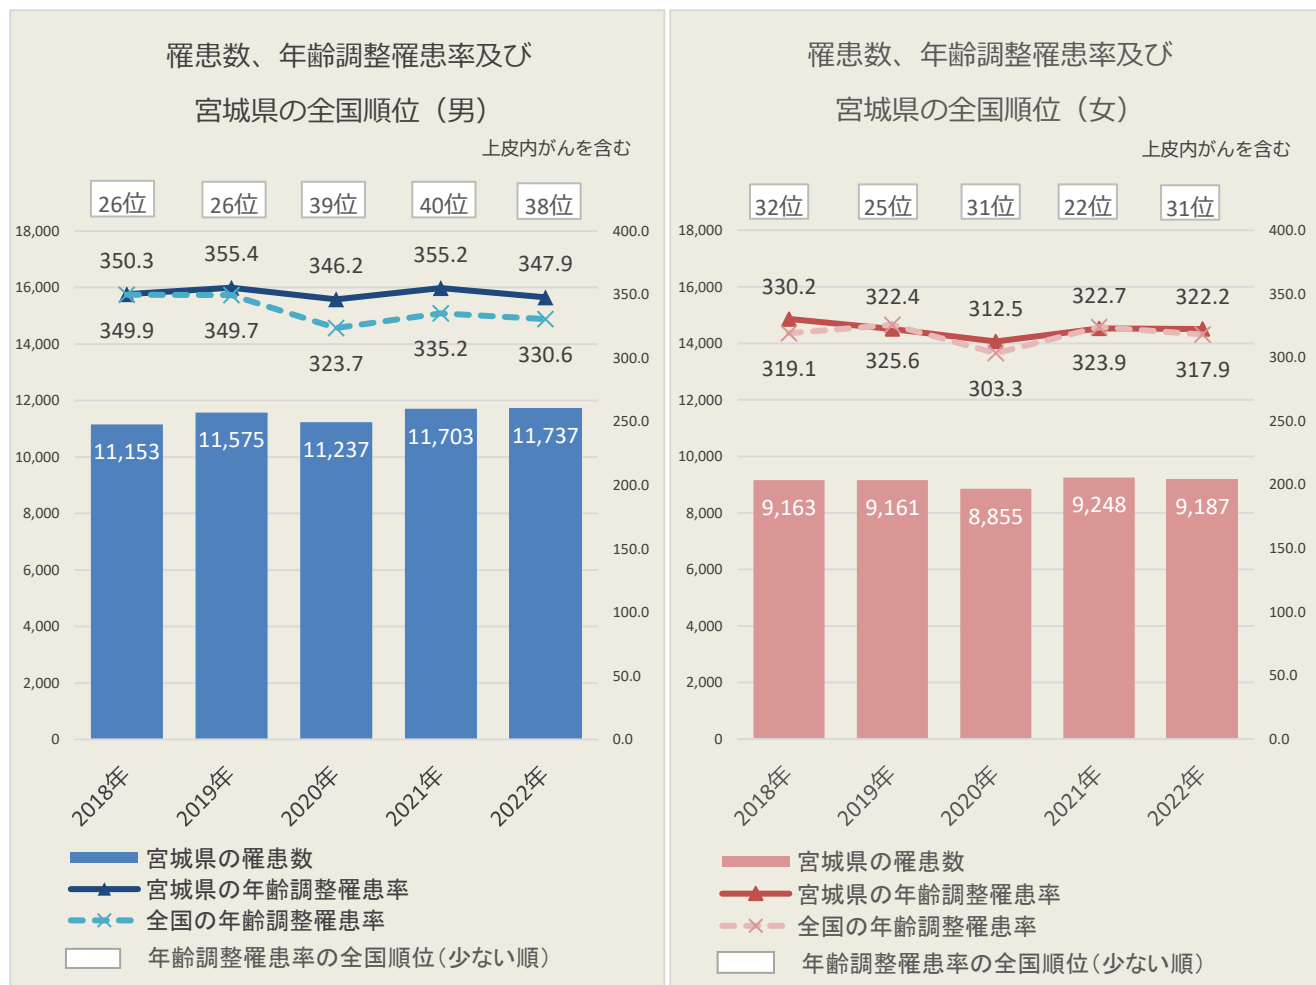 罹患数、年齢調整罹患率及び
宮城県の全国順位（男）
上皮内がんを含む
26位 26位 39位 40位 38位
18,000
16,000
14,000
12,000
10,000
8,000
6,000
4,000
2,000
0
400.0
350.0
300.0
250.0
200.0
150.0
100.0
50.0
0.0
350.3 355.4 346.2 355.2 347.9
349.9 349.7 323.7 335.2 330.6
11,153 11,575 11,237 11,703 11,737
2018年 2019年 2020年 2021年 2022年
宮城県の罹患数
宮城県の年齢調整罹患率
全国の年齢調整罹患率
年齢調整罹患率の全国順位（少ない順）
罹患数、年齢調整罹患率及び
宮城県の全国順位（女）
上皮内がんを含む
32位 25位 31位 22位 31位
18,000
16,000
14,000
12,000
10,000
8,000
6,000
4,000
2,000
0
400.0
350.0
300.0
250.0
200.0
150.0
100.0
50.0
0.0
330.2 322.4 312.5 322.7 322.2
319.1 325.6 303.3 323.9 317.9
9,163 9,161 8,855 9,248 9,187
2018年 2019年 2020年 2021年 2022年
宮城県の罹患数
宮城県の年齢調整罹患率
全国の年齢調整罹患率
年齢調整罹患率の全国順位（少ない順）